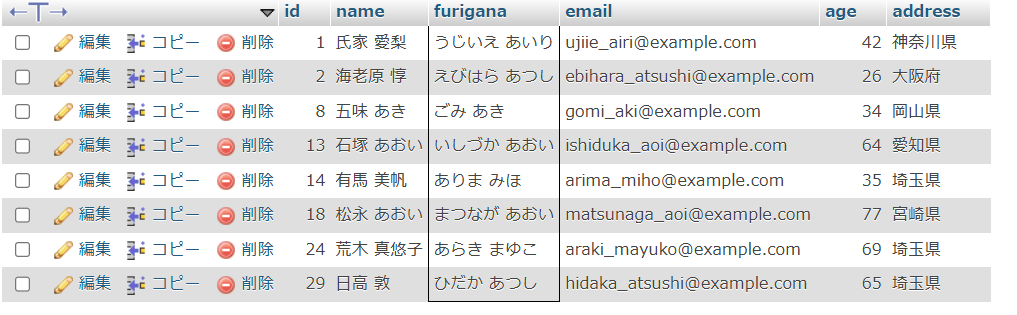 id name furigana email age address
編集 コピー 削除 1 氏家 愛梨 うじいえ あいり ujiie_airi@example.com 42 神奈川県
編集 コピー 削除 2 海老原 惇 えびはら あつし ebihara_atsushi@example.com 26 大阪府
編集 コピー 削除 8 五味 あき ごみ あき gomi_aki@example.com 34 岡山県
編集 コピー 削除 13 石塚 あおい いしづか あおい ishiduka_aoi@example.com 64 愛知県
編集 コピー 削除 14 有馬 美帆 ありま みほ arima_miho@example.com 35 埼玉県
編集 コピー 削除 18 松永 あおい まつなが あおい matsunaga_aoi@example.com 77 宮崎県
編集 コピー 削除 24 荒木 真悠子 あらき まゆこ araki_mayuko@example.com 69 埼玉県
編集 コピー 削除 29 日高 敦 ひだか あつし hidaka_atsushi@example.com 65 埼玉県